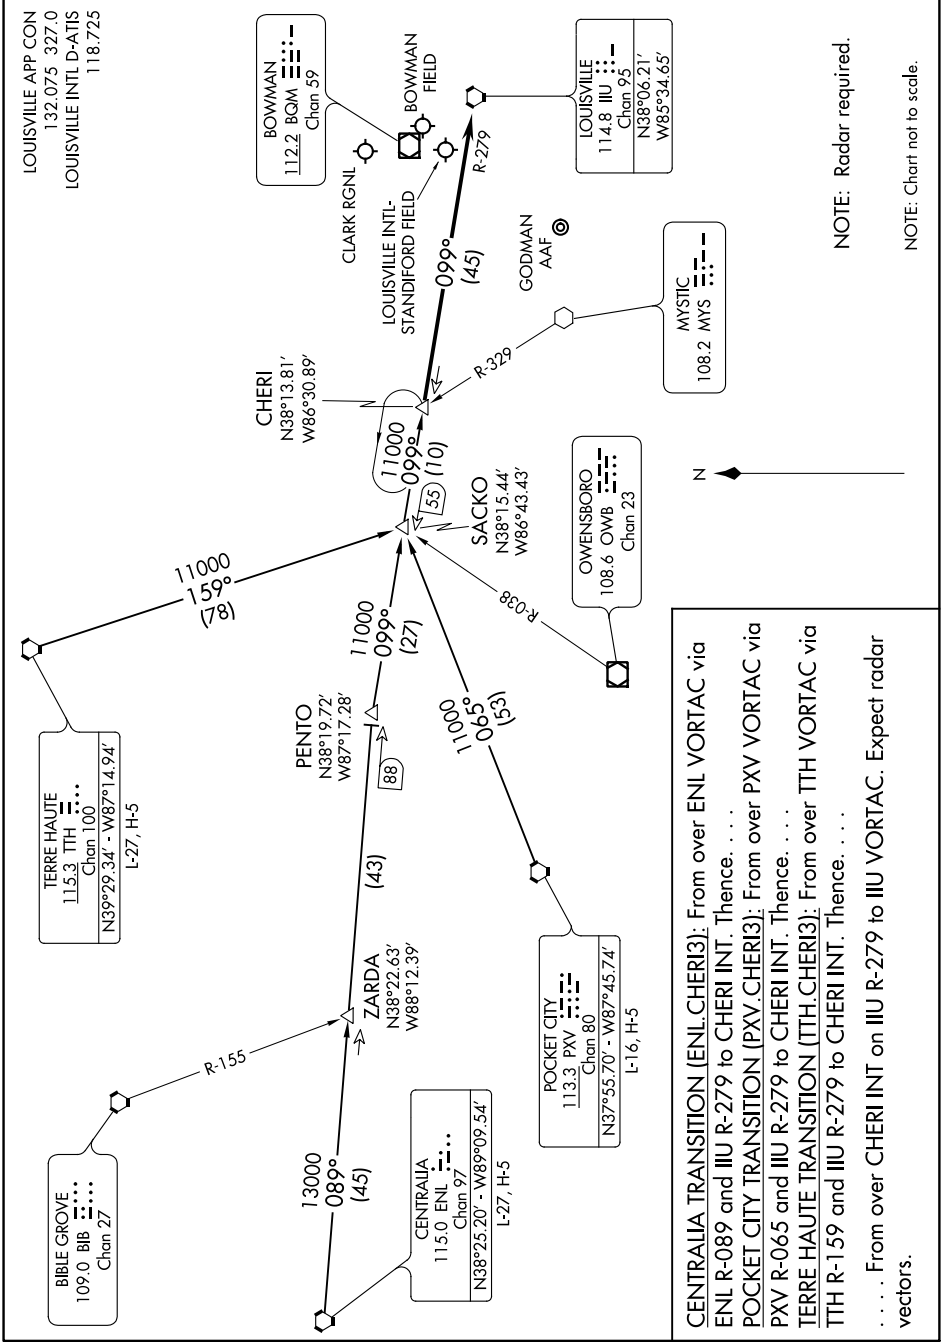 LOUISVILLE APP CON
132.075 327.0
LOUISVILLE INTL D-ATIS
118.725
TERRE HAUTE
115.3 TTH
Chan 100
N39°29.34' - W87°14.94'
L-27, H-5
11000
159°
(78)
BOWMAN
112.2 BQM
Chan 59
CLARK RGNL
BOWMAN
FIELD
LOUISVILLE INTL-
STANDIFORD FIELD
BIBLE GROVE
109.0 BIB
Chan 27
R-155
CHERI
N38°13.81'
W86°30.89'
PENTO
N38°19.72'
W87°17.28'
11000
099°
(27)
11000
099°
(10)
099°
(45)
R-279
13000
089°
(45)
ZARDA
N38°22.63'
W88°12.39'
(43)
88
55
SACKO
N38°15.44'
W86°43.43'
R-329
GODMAN
AAF
LOUISVILLE
114.8 IIU
Chan 95
N38°06.21'
W85°34.65'
CENTRALIA
115.0 ENL
Chan 97
N38°25.20' - W89°09.54'
L-27, H-5
11000
065°
(53)
R-038
POCKET CITY
113.3 PXV
Chan 80
N37°55.70' - W87°45.74'
L-16, H-5
OWENSBORO
108.6 OWB
Chan 23
MYSTIC
108.2 MYS
N
NOTE: Radar required.
NOTE: Chart not to scale.
CENTRALIA TRANSITION (ENL.CHERI3): From over ENL VORTAC via
ENL R-089 and IIU R-279 to CHERI INT. Thence. . . .
POCKET CITY TRANSITION (PXV.CHERI3): From over PXV VORTAC via
PXV R-065 and IIU R-279 to CHERI INT. Thence. . . .
TERRE HAUTE TRANSITION (TTH.CHERI3): From over TTH VORTAC via
TTH R-159 and IIU R-279 to CHERI INT. Thence. . . .
. . . . From over CHERI INT on IIU R-279 to IIU VORTAC. Expect radar
vectors.